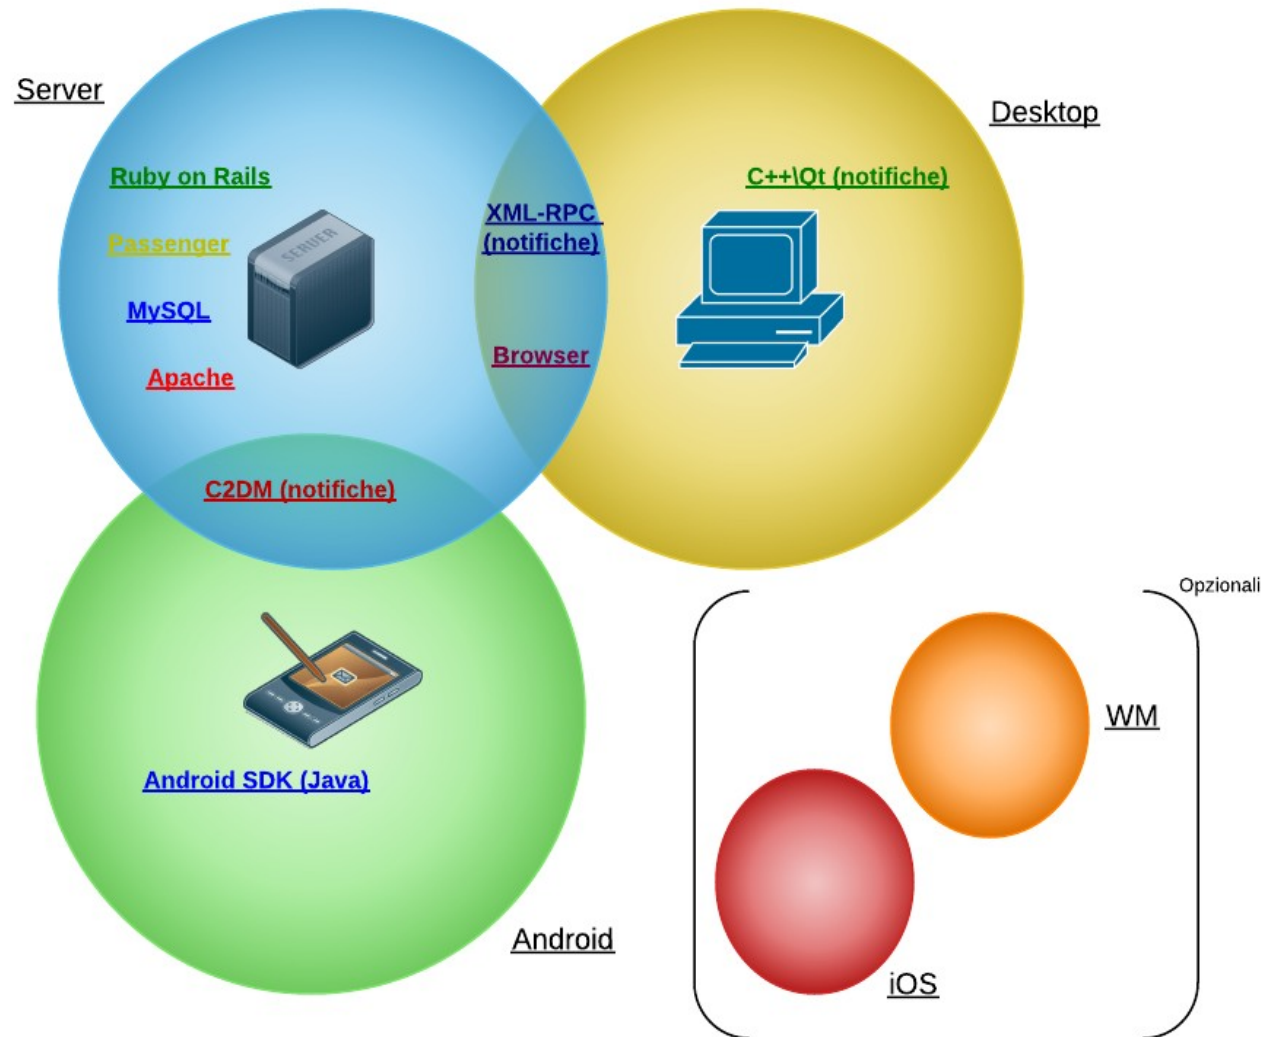 Server
Desktop
Ruby on Rails
C++\Qt (notifiche)
XML-RPC
(notifiche)
Passenger
SERVER
MySQL
Browser
Apache
C2DM (notifiche)
Opzionali
WM
Android SDK (Java)
Android
iOS